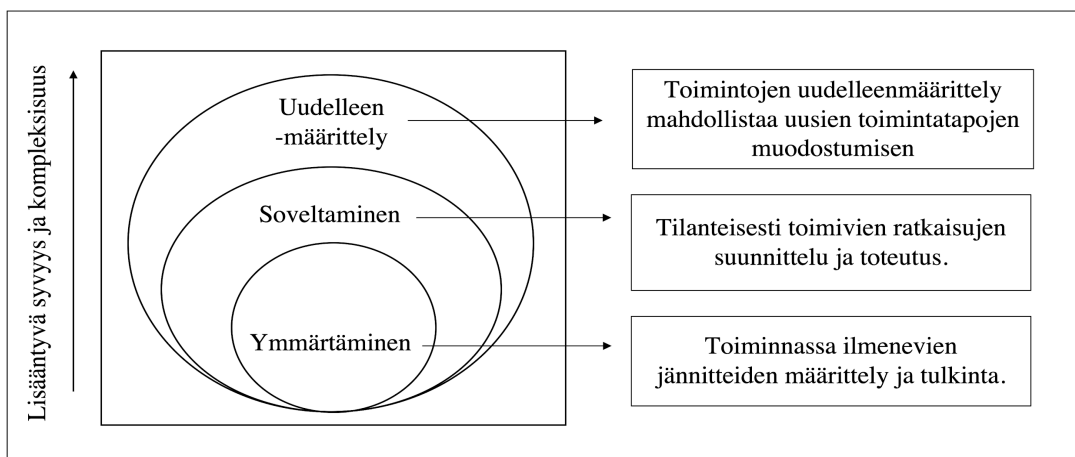 Lisääntyvä syvyys ja kompleksisuus
Uudelleen
-määrittely
Toimintojen uudelleenmäärittely
mahdollistaa uusien toimintatapojen
muodostumisen
Soveltaminen
Tilanteisesti toimivien ratkaisujen
suunnittelu ja toteutus.
Ymmärtäminen
Toiminnassa ilmenevien
jännitteiden määrittely ja tulkinta.